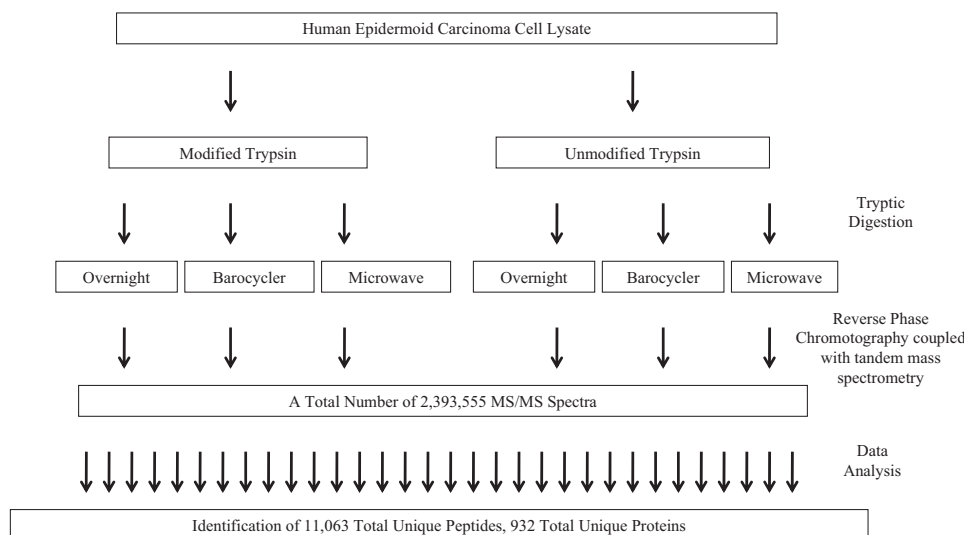 Human Epidermoid Carcinoma Cell Lysate
Modified Trypsin
Unmodified Trypsin
Tryptic
Digestion
Overnight
Barocycler
Microwave
Overnight
Barocycler
Microwave
Reverse Phase
Chromotography coupled
with tandem mass
spectrometry
A Total Number of 2,393,555 MS/MS Spectra
Data
Analysis
Identification of 11,063 Total Unique Peptides, 932 Total Unique Proteins